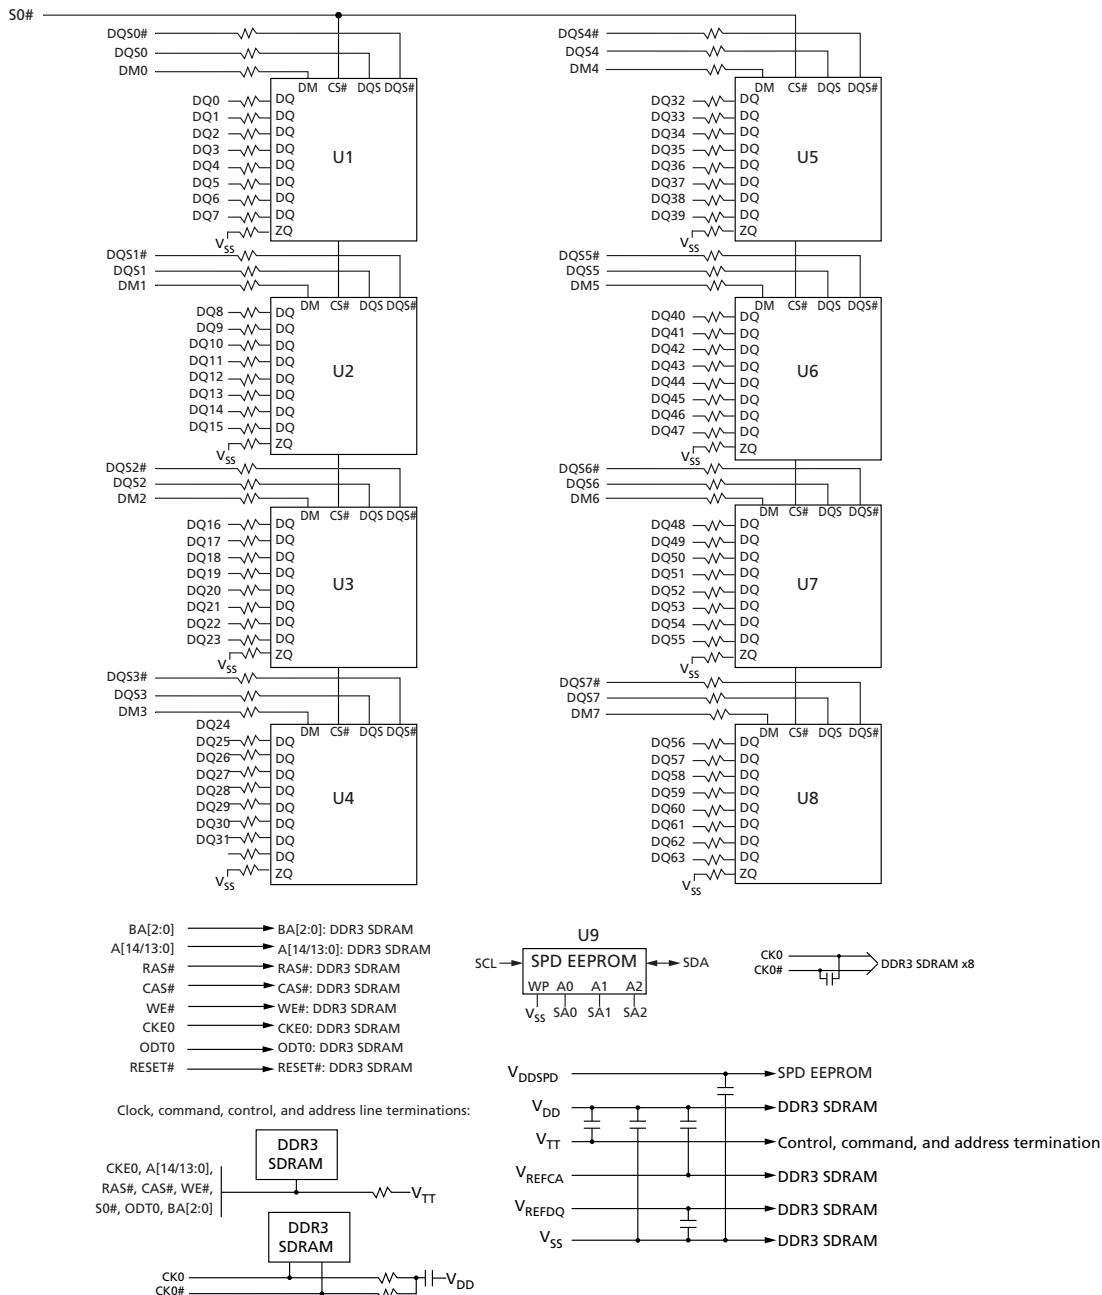 S0#
DQS0#
DQS0
DM0
DM CS# DQS DQS#
DQ0 DQ
DQ1 DQ
DQ2 DQ
DQ3 DQ
DQ4 DQ
DQ5 DQ
DQ6 DQ
DQ7 DQ
VSS ZQ
U1
DQS1#
DQS1
DM1
DM CS# DQS DQS#
DQ8 DQ
DQ9 DQ
DQ10 DQ
DQ11 DQ
DQ12 DQ
DQ13 DQ
DQ14 DQ
DQ15 DQ
VSS ZQ
U2
DQS2#
DQS2
DM2
DM CS# DQS DQS#
DQ16 DQ
DQ17 DQ
DQ18 DQ
DQ19 DQ
DQ20 DQ
DQ21 DQ
DQ22 DQ
DQ23 DQ
VSS ZQ
U3
DQS3#
DQS3
DM3
DM CS# DQS DQS#
DQ24 DQ
DQ25 DQ
DQ26 DQ
DQ27 DQ
DQ28 DQ
DQ29 DQ
DQ30 DQ
DQ31 DQ
VSS ZQ
U4
DQS4#
DQS4
DM4
DM CS# DQS DQS#
DQ32 DQ
DQ33 DQ
DQ34 DQ
DQ35 DQ
DQ36 DQ
DQ37 DQ
DQ38 DQ
DQ39 DQ
VSS ZQ
U5
DQS5#
DQS5
DM5
DM CS# DQS DQS#
DQ40 DQ
DQ41 DQ
DQ42 DQ
DQ43 DQ
DQ44 DQ
DQ45 DQ
DQ46 DQ
DQ47 DQ
VSS ZQ
U6
DQS6#
DQS6
DM6
DM CS# DQS DQS#
DQ48 DQ
DQ49 DQ
DQ50 DQ
DQ51 DQ
DQ52 DQ
DQ53 DQ
DQ54 DQ
DQ55 DQ
VSS ZQ
U7
DQS7#
DQS7
DM7
DM CS# DQS DQS#
DQ56 DQ
DQ57 DQ
DQ58 DQ
DQ59 DQ
DQ60 DQ
DQ61 DQ
DQ62 DQ
DQ63 DQ
VSS ZQ
U8
BA[2:0] BA[2:0]: DDR3 SDRAM
A[14/13:0] A[14/13:0]: DDR3 SDRAM
RAS# RAS#: DDR3 SDRAM
CAS# CAS#: DDR3 SDRAM
WE# WE#: DDR3 SDRAM
CKE0 CKE0: DDR3 SDRAM
ODT0 ODT0: DDR3 SDRAM
RESET# RESET#: DDR3 SDRAM
U9
SCL SPD EEPROM SDA
WP A0 A1 A2
VSS SA0 SA1 SA2
CK0
CK0#
DDR3 SDRAM x8
Clock, command, control, and address line terminations:
DDR3
SDRAM
CKE0, A[14/13:0],
RAS#, CAS#, WE#,
S0#, ODT0, BA[2:0]
VTT
DDR3
SDRAM
CK0
CK0#
VDD
VDDSPD SPD EEPROM
VDD DDR3 SDRAM
VTT Control, command, and address termination
VREFCA DDR3 SDRAM
VREFDQ DDR3 SDRAM
VSS DDR3 SDRAM